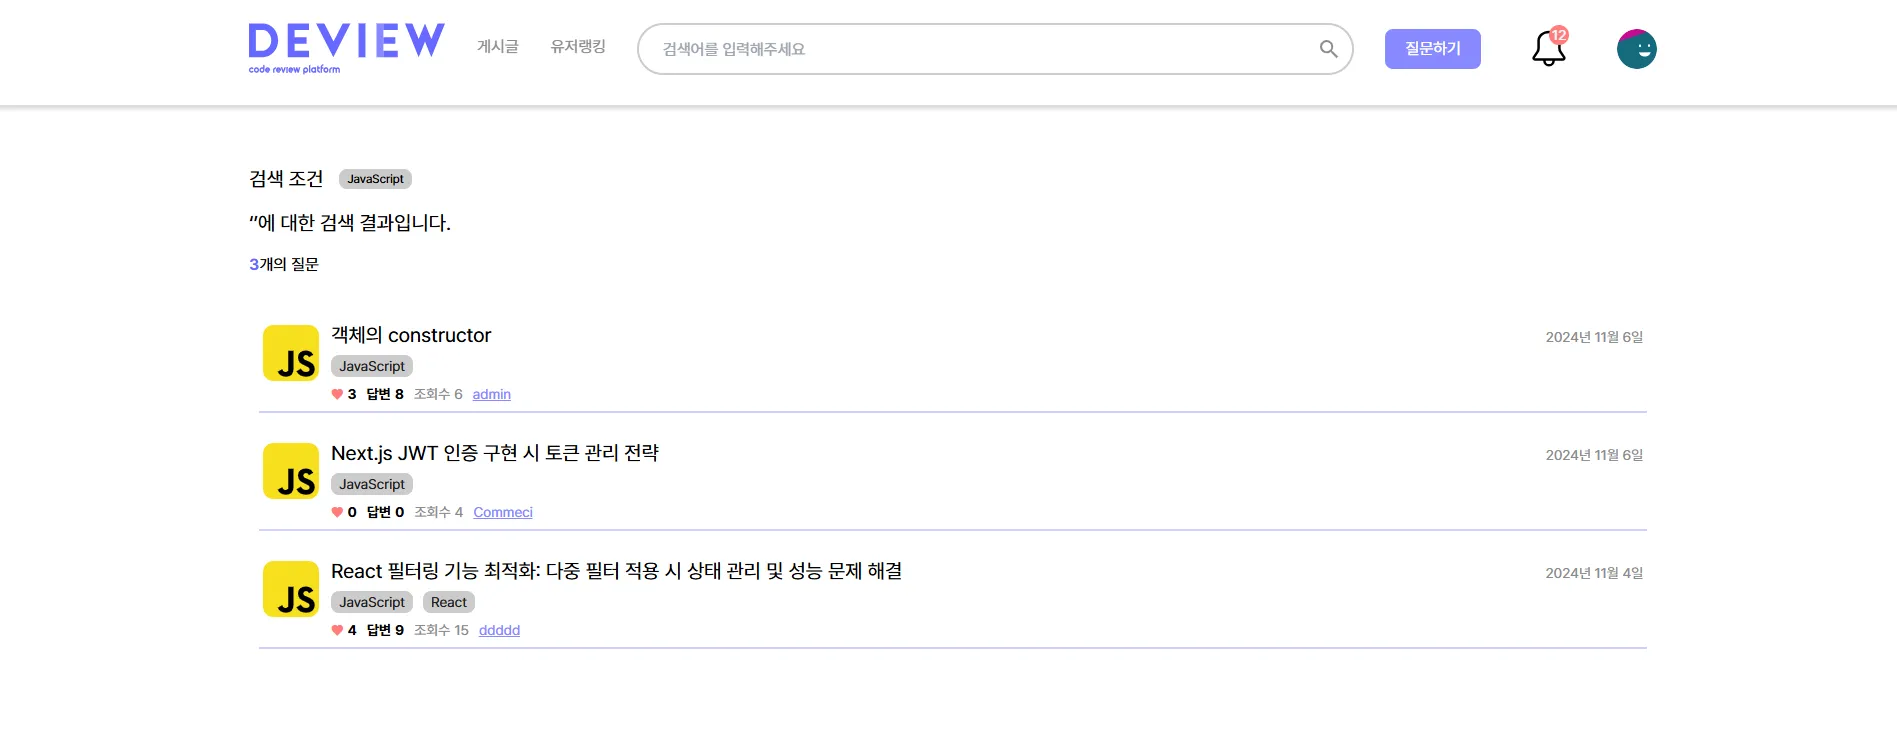 DEVIEW
code review platform
게시글 유저랭킹 검색어를 입력해주세요 질문하기 12
검색 조건 JavaScript
‘’에 대한 검색 결과입니다.
3개의 질문
JS
객체의 constructor 2024년 11월 6일
JavaScript
3 답변 8 조회수 6 admin
JS
Next.js JWT 인증 구현 시 토큰 관리 전략 2024년 11월 6일
JavaScript
0 답변 0 조회수 4 Commeci
JS
React 필터링 기능 최적화: 다중 필터 적용 시 상태 관리 및 성능 문제 해결 2024년 11월 4일
JavaScript React
4 답변 9 조회수 15 ddddd